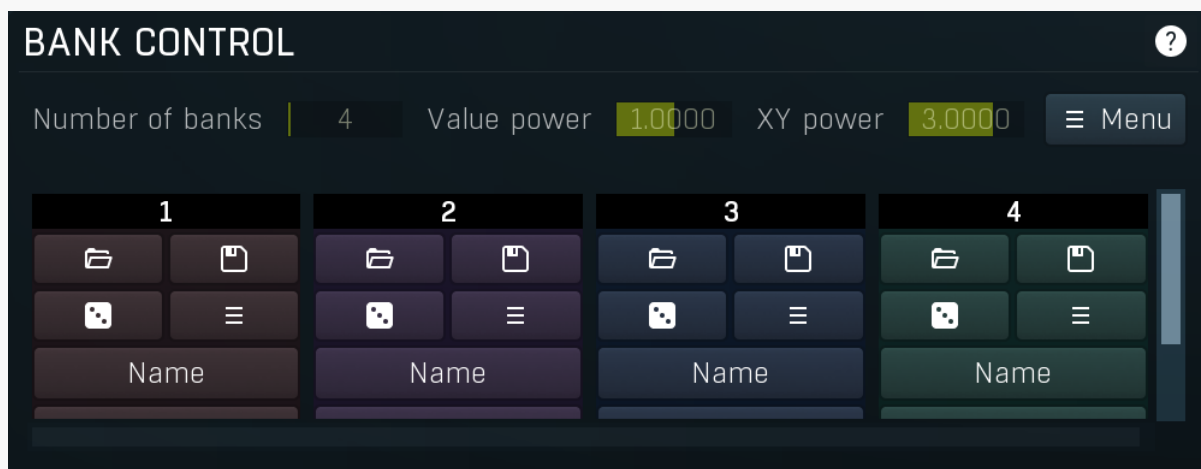 BANK CONTROL ?
Number of banks 4 Value power 1.0000 XY power 3.0000 Menu
1 2 3 4
Name Name Name Name